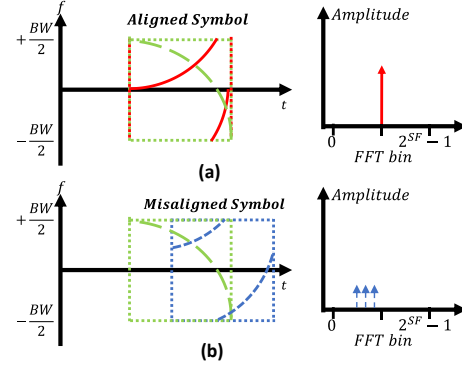 f
Aligned Symbol
+ BW/2
t
− BW/2
(a)
Amplitude
0
2^SF − 1
FFT bin
f
Misaligned Symbol
+ BW/2
t
− BW/2
(b)
Amplitude
0
2^SF − 1
FFT bin